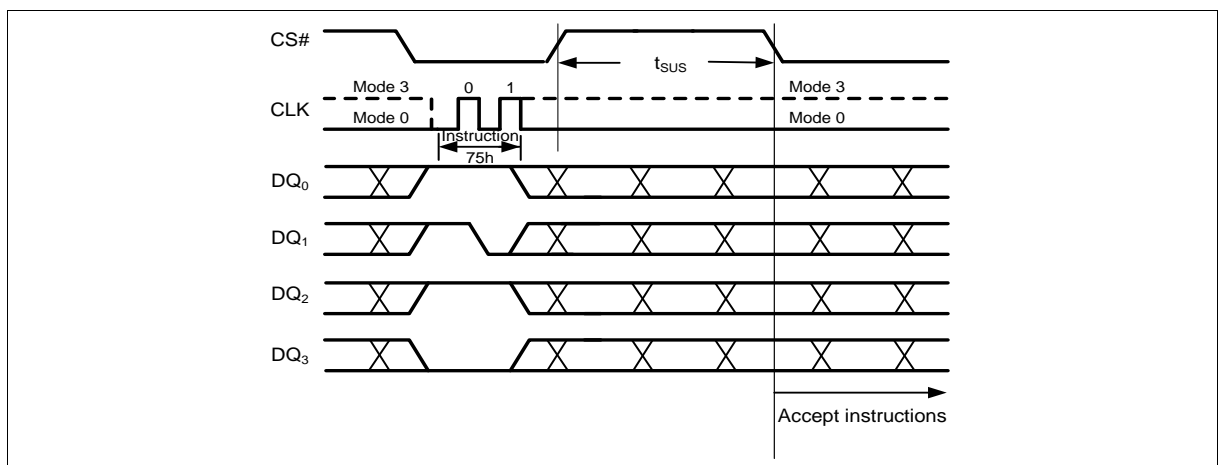 CS#
tSUS
Mode 3 0 1 Mode 3
CLK
Mode 0 Mode 0
Instruction
75h
DQ0
DQ1
DQ2
DQ3
Accept instructions